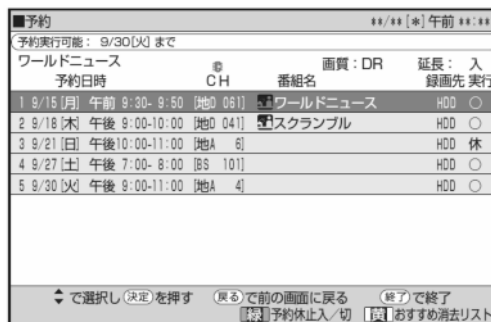 ■予約 **/** [*] 午前 **:**
予約実行可能： 9/30[火] まで
ワールドニュース 画質：DR 延長： 入
予約日時 CH 番組名 録画先 実行
1 9/15[月] 午前 9:30- 9:50 [地D 061] ワールドニュース HDD ○
2 9/18[木] 午後 9:00-10:00 [地D 041] スクランブル HDD ○
3 9/21[日] 午後10:00-11:00 [地A 6] HDD 休
4 9/27[土] 午後 7:00- 8:00 [BS 101] HDD ○
5 9/30[火] 午後 9:00-11:00 [地A 4] HDD ○
で選択し 決定 を押す 戻る で前の画面に戻る 終了 で終了
緑 予約休止入／切 黄 おすすめ消去リスト